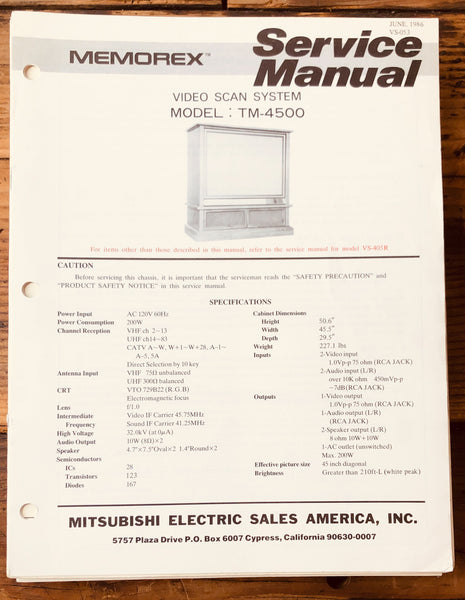 JUNE, 1986
VS-053
MEMOREX™
Service
Manual
VIDEO SCAN SYSTEM
MODEL : TM-4500
For items other than those described in this manual, refer to the service manual for model VS-405R
CAUTION
Before servicing this chassis, it is important that the serviceman reads the "SAFETY PRECAUTION" and
"PRODUCT SAFETY NOTICE" in this service manual.
SPECIFICATIONS
Power Input AC 120V 60Hz
Power Consumption 200W
Channel Reception VHF ch 2~13
UHF ch14~83
CATV A~W, W+1~W+28, A-1~
A-5, 5A
Direct Selection by 10 key
Antenna Input VHF 75Ω unbalanced
UHF 300Ω balanced
CRT VTO 729B22 (R.G.B)
Electromagnetic focus
Lens f/1.0
Intermediate Video IF Carrier 45.75MHz
Frequency Sound IF Carrier 41.25MHz
High Voltage 32.0kV (at 0μA)
Audio Output 10W (8Ω)×2
Speaker 4.7"×7.5"Oval×2 1.4"Round×2
Semiconductors
ICs 28
Transistors 123
Diodes 167
Cabinet Dimensions
Height 50.6"
Width 45.5"
Depth 29.5"
Weight 227.1 lbs
Inputs 2-Video input
1.0Vp-p 75 ohm (RCA JACK)
2-Audio input (L/R)
over 10K ohm 450mVp-p
-7dB(RCA JACK)
Outputs 1-Video output
1.0Vp-p 75 ohm (RCA JACK)
1-Audio output (L/R)
(RCA JACK)
2-Speaker output (L/R)
8 ohm 10W+10W
1-AC outlet (unswitched)
Max. 200W
Effective picture size 45 inch diagonal
Brightness Greater than 210ft-L (white peak)
MITSUBISHI ELECTRIC SALES AMERICA, INC.
5757 Plaza Drive P.O. Box 6007 Cypress, California 90630-0007